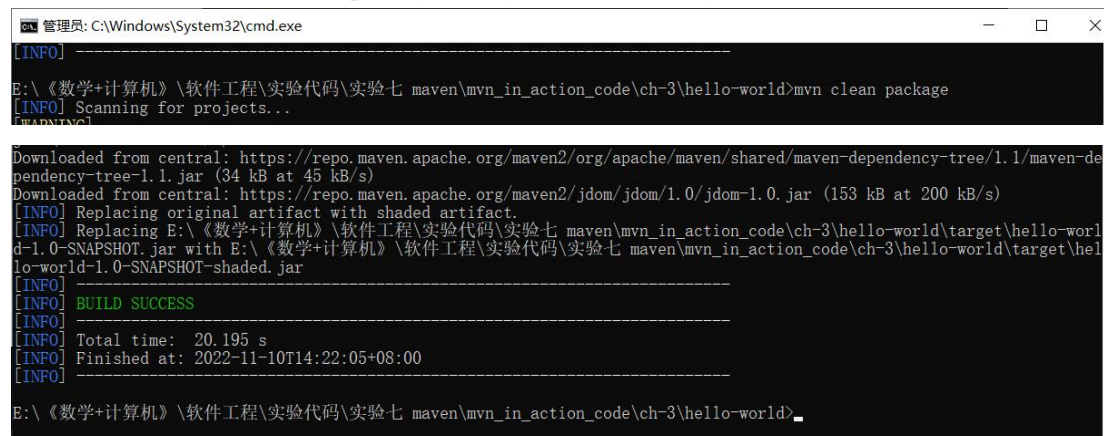 管理员: C:\Windows\System32\cmd.exe
[INFO] ------------------------------------------------------------------------
E:\《数学+计算机》\软件工程\实验代码\实验七 maven\mvn_in_action_code\ch-3\hello-world>mvn clean package
[INFO] Scanning for projects...
[WARNING]
Downloaded from central: https://repo.maven.apache.org/maven2/org/apache/maven/shared/maven-dependency-tree/1.1/maven-de
pendency-tree-1.1.jar (34 kB at 45 kB/s)
Downloaded from central: https://repo.maven.apache.org/maven2/jdom/jdom/1.0/jdom-1.0.jar (153 kB at 200 kB/s)
[INFO] Replacing original artifact with shaded artifact.
[INFO] Replacing E:\《数学+计算机》\软件工程\实验代码\实验七 maven\mvn_in_action_code\ch-3\hello-world\target\hello-worl
d-1.0-SNAPSHOT.jar with E:\《数学+计算机》\软件工程\实验代码\实验七 maven\mvn_in_action_code\ch-3\hello-world\target\hel
lo-world-1.0-SNAPSHOT-shaded.jar
[INFO] ------------------------------------------------------------------------
[INFO] BUILD SUCCESS
[INFO] ------------------------------------------------------------------------
[INFO] Total time:  20.195 s
[INFO] Finished at: 2022-11-10T14:22:05+08:00
[INFO] ------------------------------------------------------------------------
E:\《数学+计算机》\软件工程\实验代码\实验七 maven\mvn_in_action_code\ch-3\hello-world>